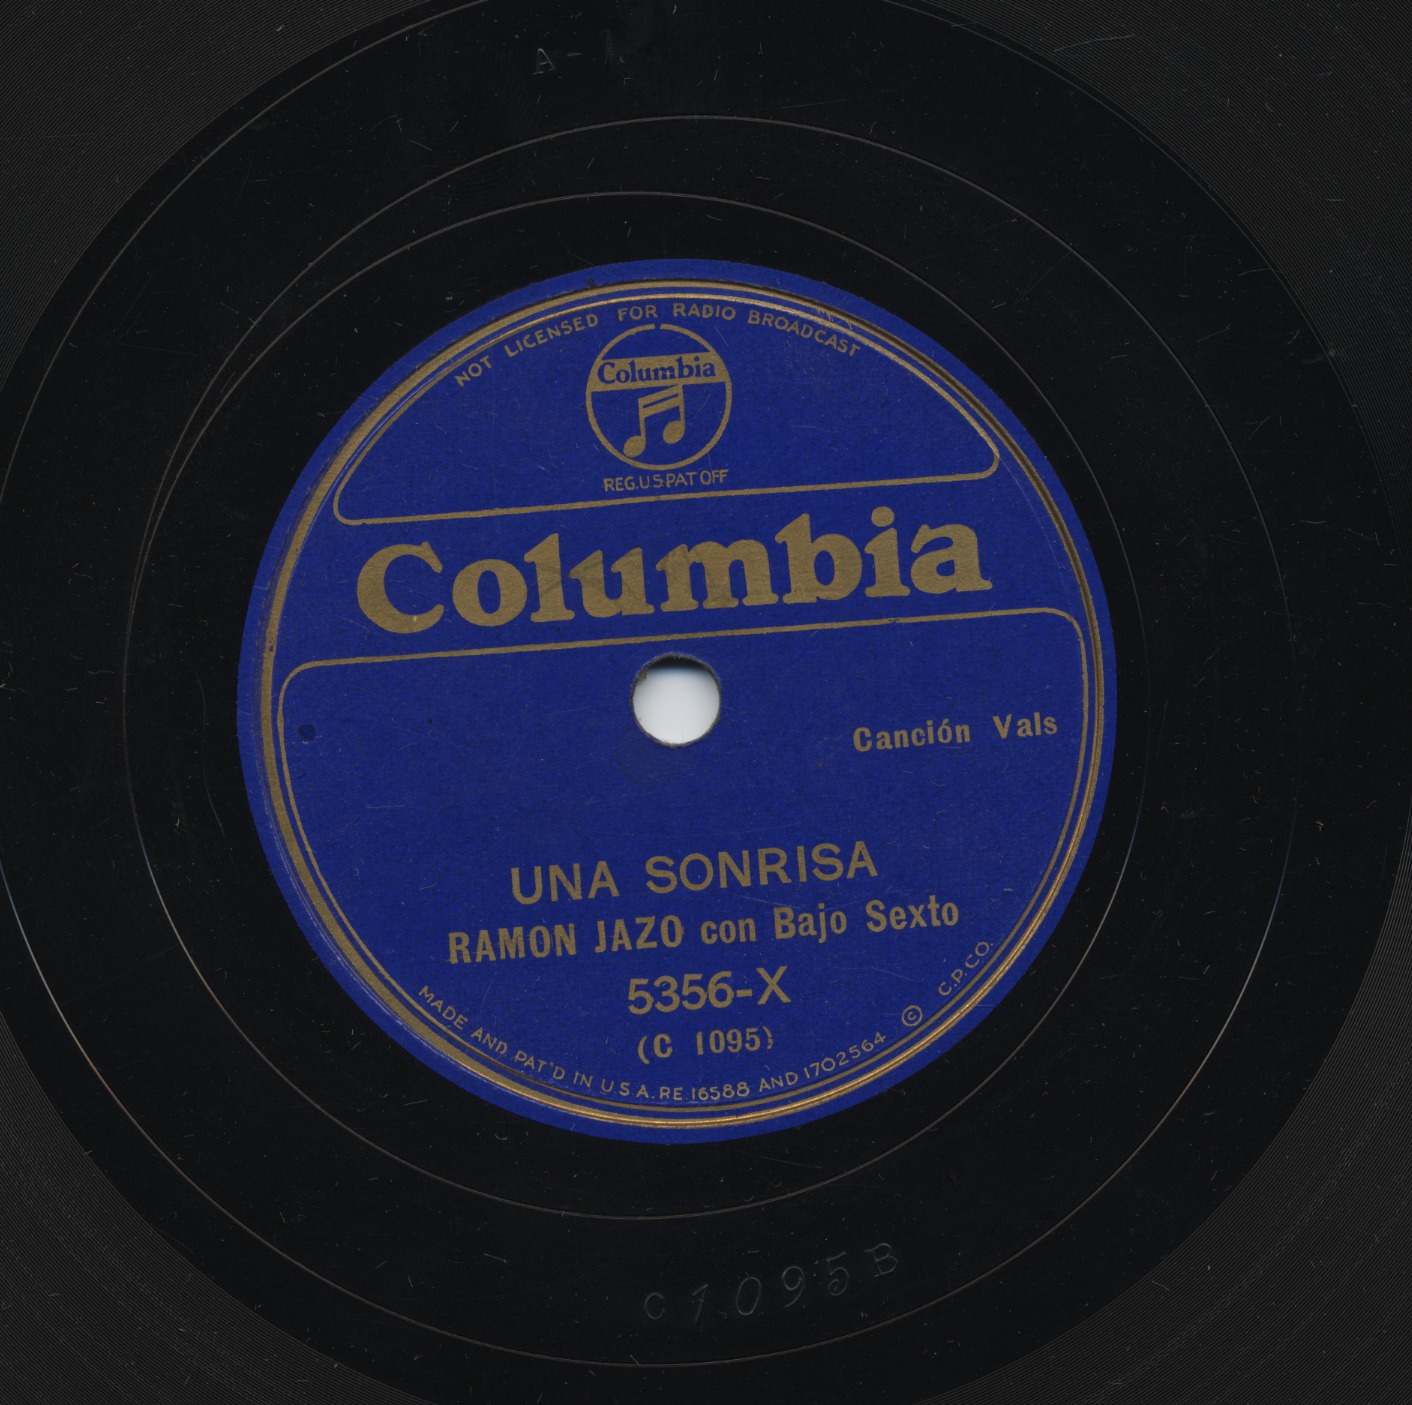 A-1
NOT LICENSED FOR RADIO BROADCAST
Columbia
REG.U.S.PAT OFF
Columbia
Canción Vals
UNA SONRISA
RAMON JAZO con Bajo Sexto
5356-X
(C 1095)
MADE AND PAT'D IN U.S.A. RE.16588 AND 1702564 © C.P.CO.
C1095B